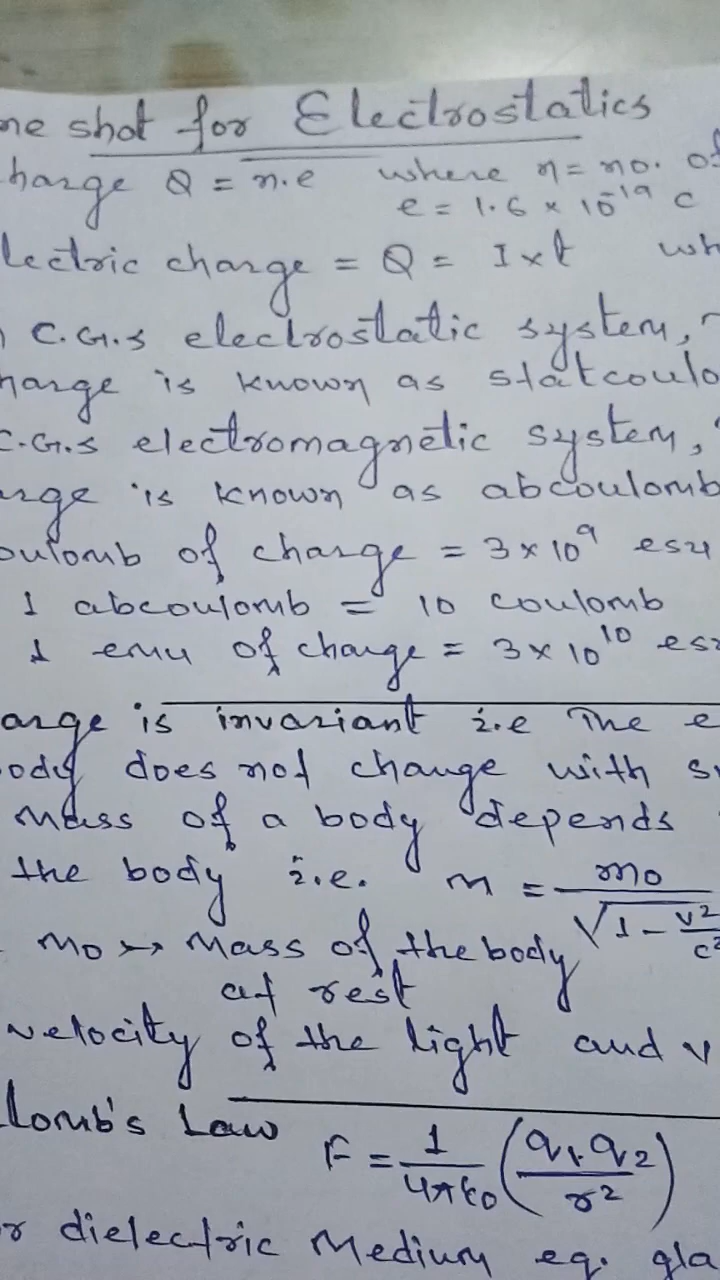 ne shot for Electrostatics
harge Q = n.e where n = no. of
e = 1.6 × 10⁻¹⁹ C
lectric charge = Q = I×t wh
C.G.S electrostatic system,
harge is known as statcoulo
C.G.S electromagnetic system,
arge is known as abcoulomb
oulomb of charge = 3×10⁹ esu
1 abcoulomb = 10 coulomb
1 emu of charge = 3×10¹⁰ esu
arge is invariant i.e The e
ody does not change with s
Mass of a body depends
the body i.e. m = m₀/√(1-v²/c²)
m₀ → Mass of the body
at rest
velocity of the light and v
lomb's Law F = 1/4πε₀ (q₁.q₂/r²)
r dielectric Medium eg. gla